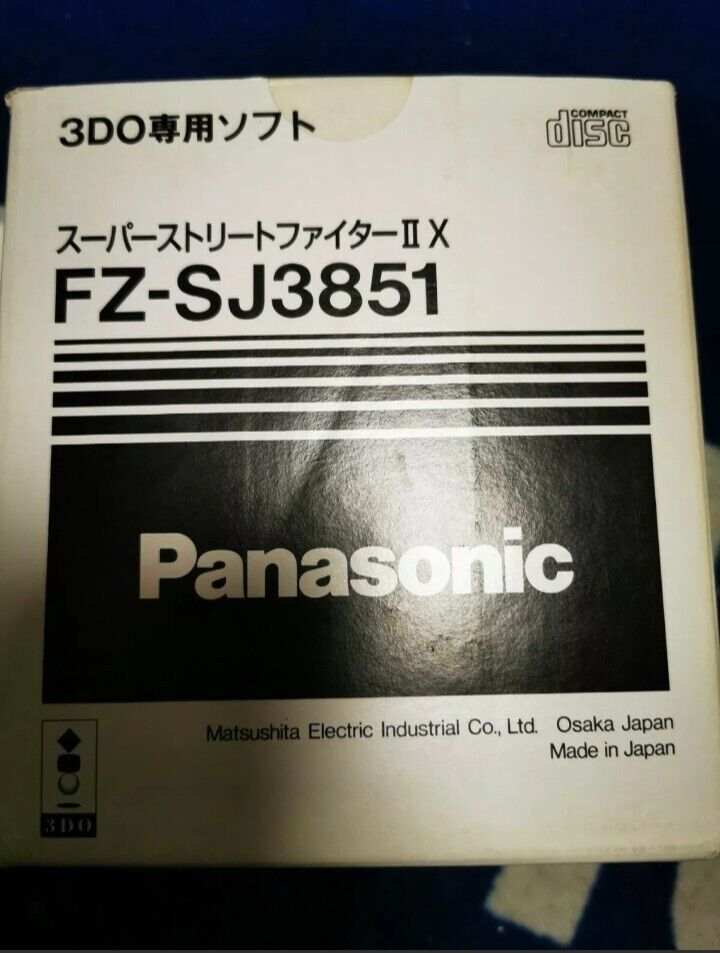 3DO専用ソフト
COMPACT
disc
スーパーストリートファイターⅡ X
FZ-SJ3851
Panasonic
Matsushita Electric Industrial Co., Ltd. Osaka Japan
Made in Japan
3DO